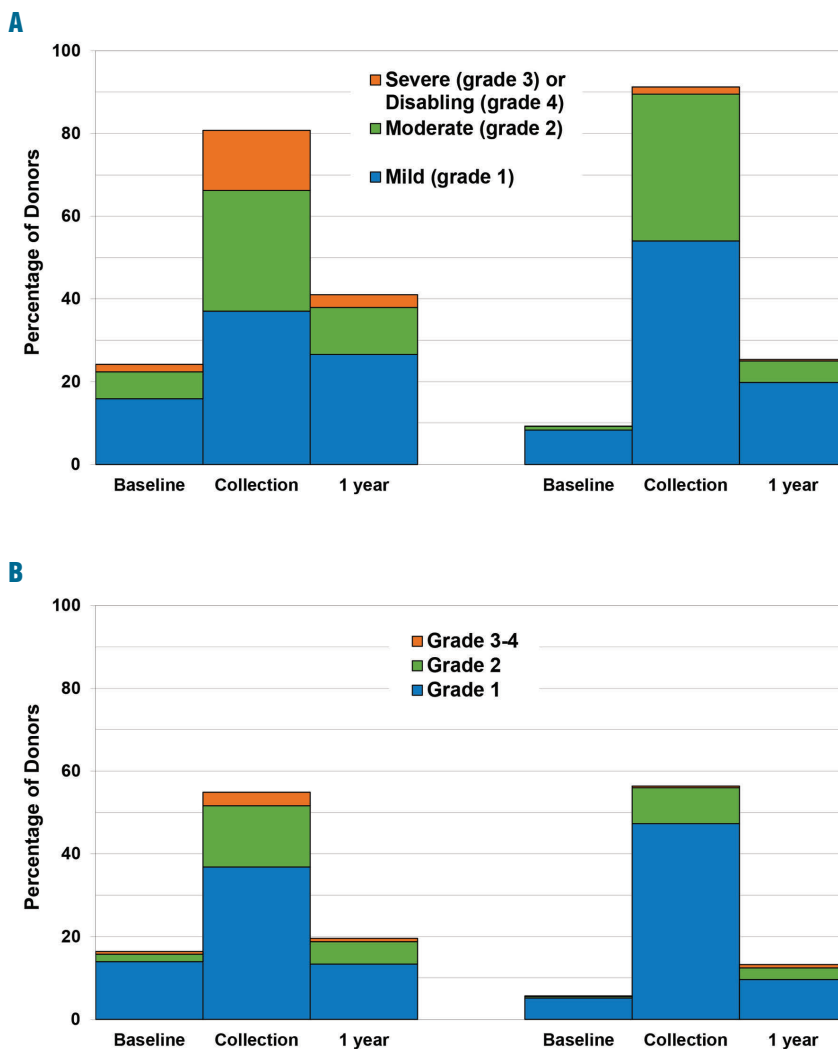 A
100
80
60
40
20
0
Percentage of Donors
Severe (grade 3) or
Disabling (grade 4)
Moderate (grade 2)
Mild (grade 1)
Baseline Collection 1 year Baseline Collection 1 year
B
100
80
60
40
20
0
Percentage of Donors
Grade 3-4
Grade 2
Grade 1
Baseline Collection 1 year Baseline Collection 1 year